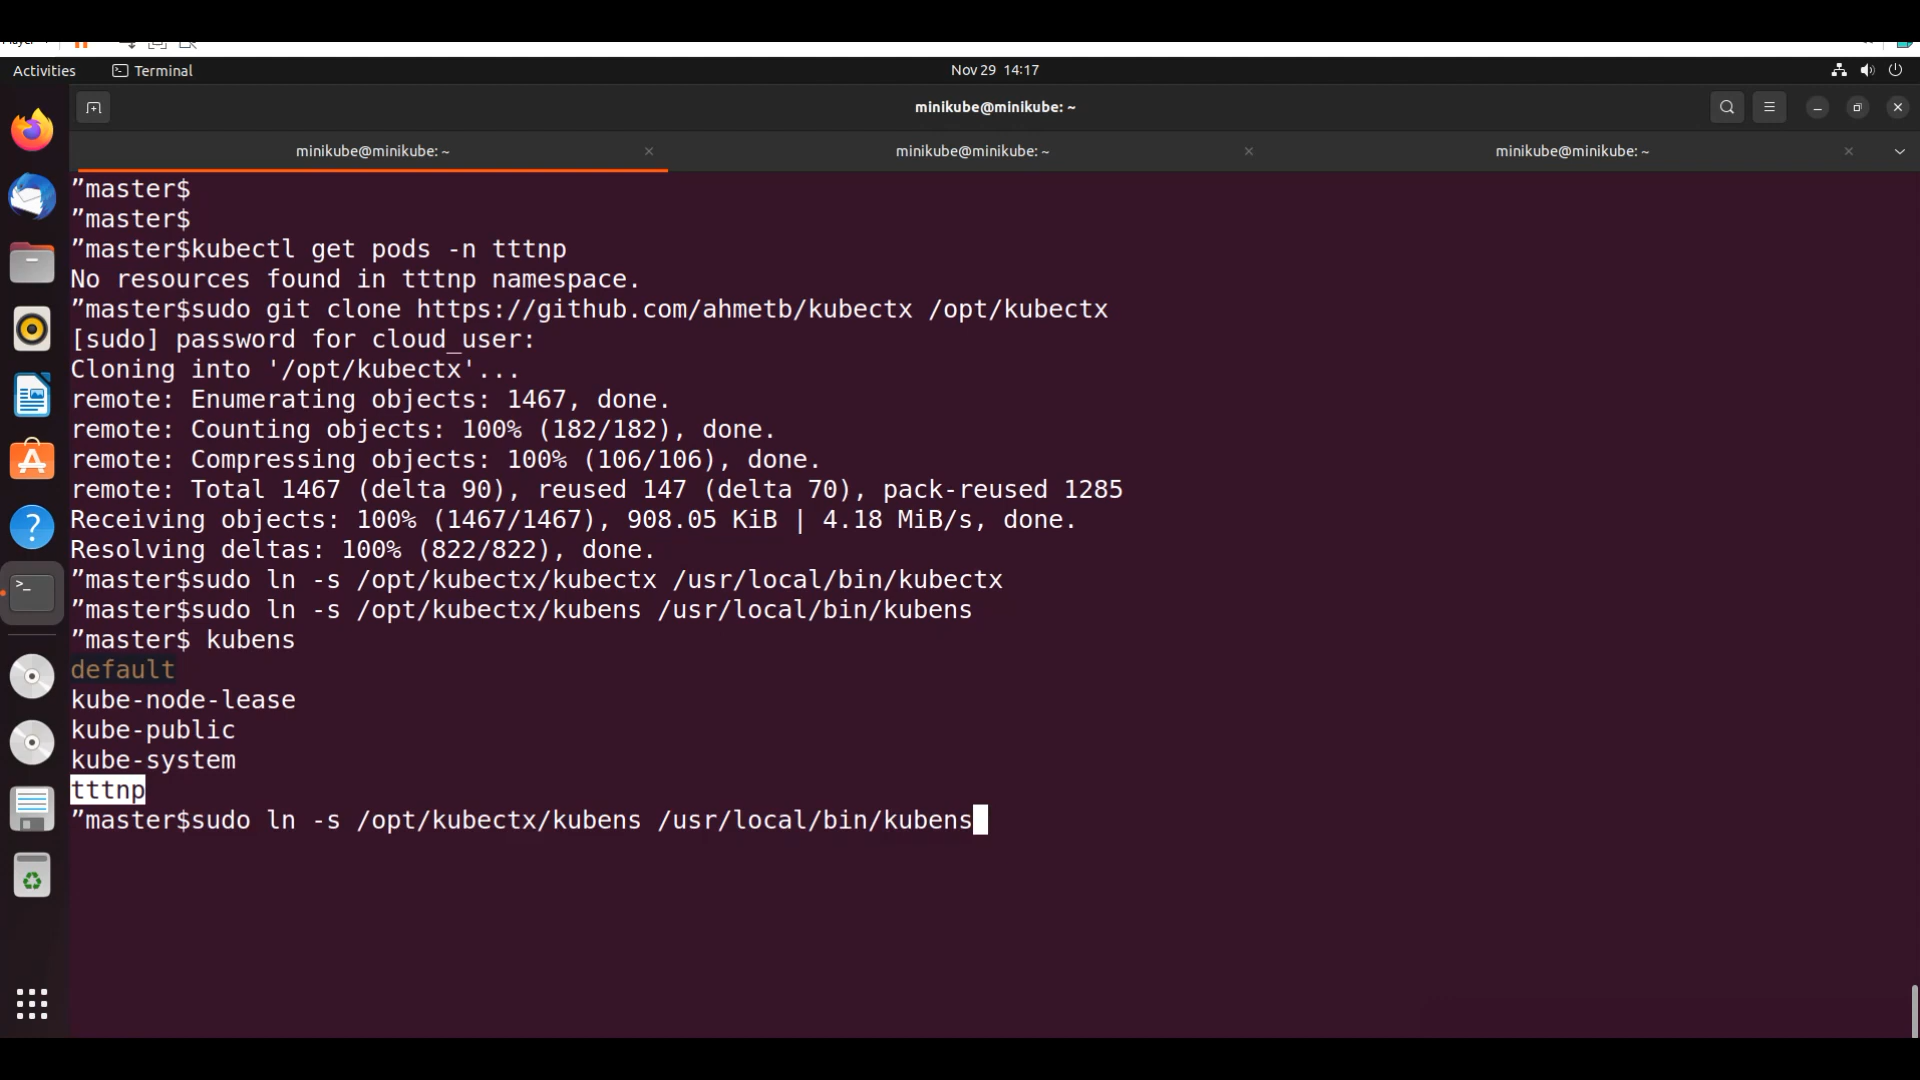 Activities
Terminal
Nov 29 14:17
minikube@minikube: ~
minikube@minikube: ~
minikube@minikube: ~
minikube@minikube: ~
”master$
”master$
”master$kubectl get pods -n tttnp
No resources found in tttnp namespace.
”master$sudo git clone https://github.com/ahmetb/kubectx /opt/kubectx
[sudo] password for cloud_user:
Cloning into '/opt/kubectx'...
remote: Enumerating objects: 1467, done.
remote: Counting objects: 100% (182/182), done.
remote: Compressing objects: 100% (106/106), done.
remote: Total 1467 (delta 90), reused 147 (delta 70), pack-reused 1285
Receiving objects: 100% (1467/1467), 908.05 KiB | 4.18 MiB/s, done.
Resolving deltas: 100% (822/822), done.
”master$sudo ln -s /opt/kubectx/kubectx /usr/local/bin/kubectx
”master$sudo ln -s /opt/kubectx/kubens /usr/local/bin/kubens
”master$ kubens
default
kube-node-lease
kube-public
kube-system
tttnp
”master$sudo ln -s /opt/kubectx/kubens /usr/local/bin/kubens